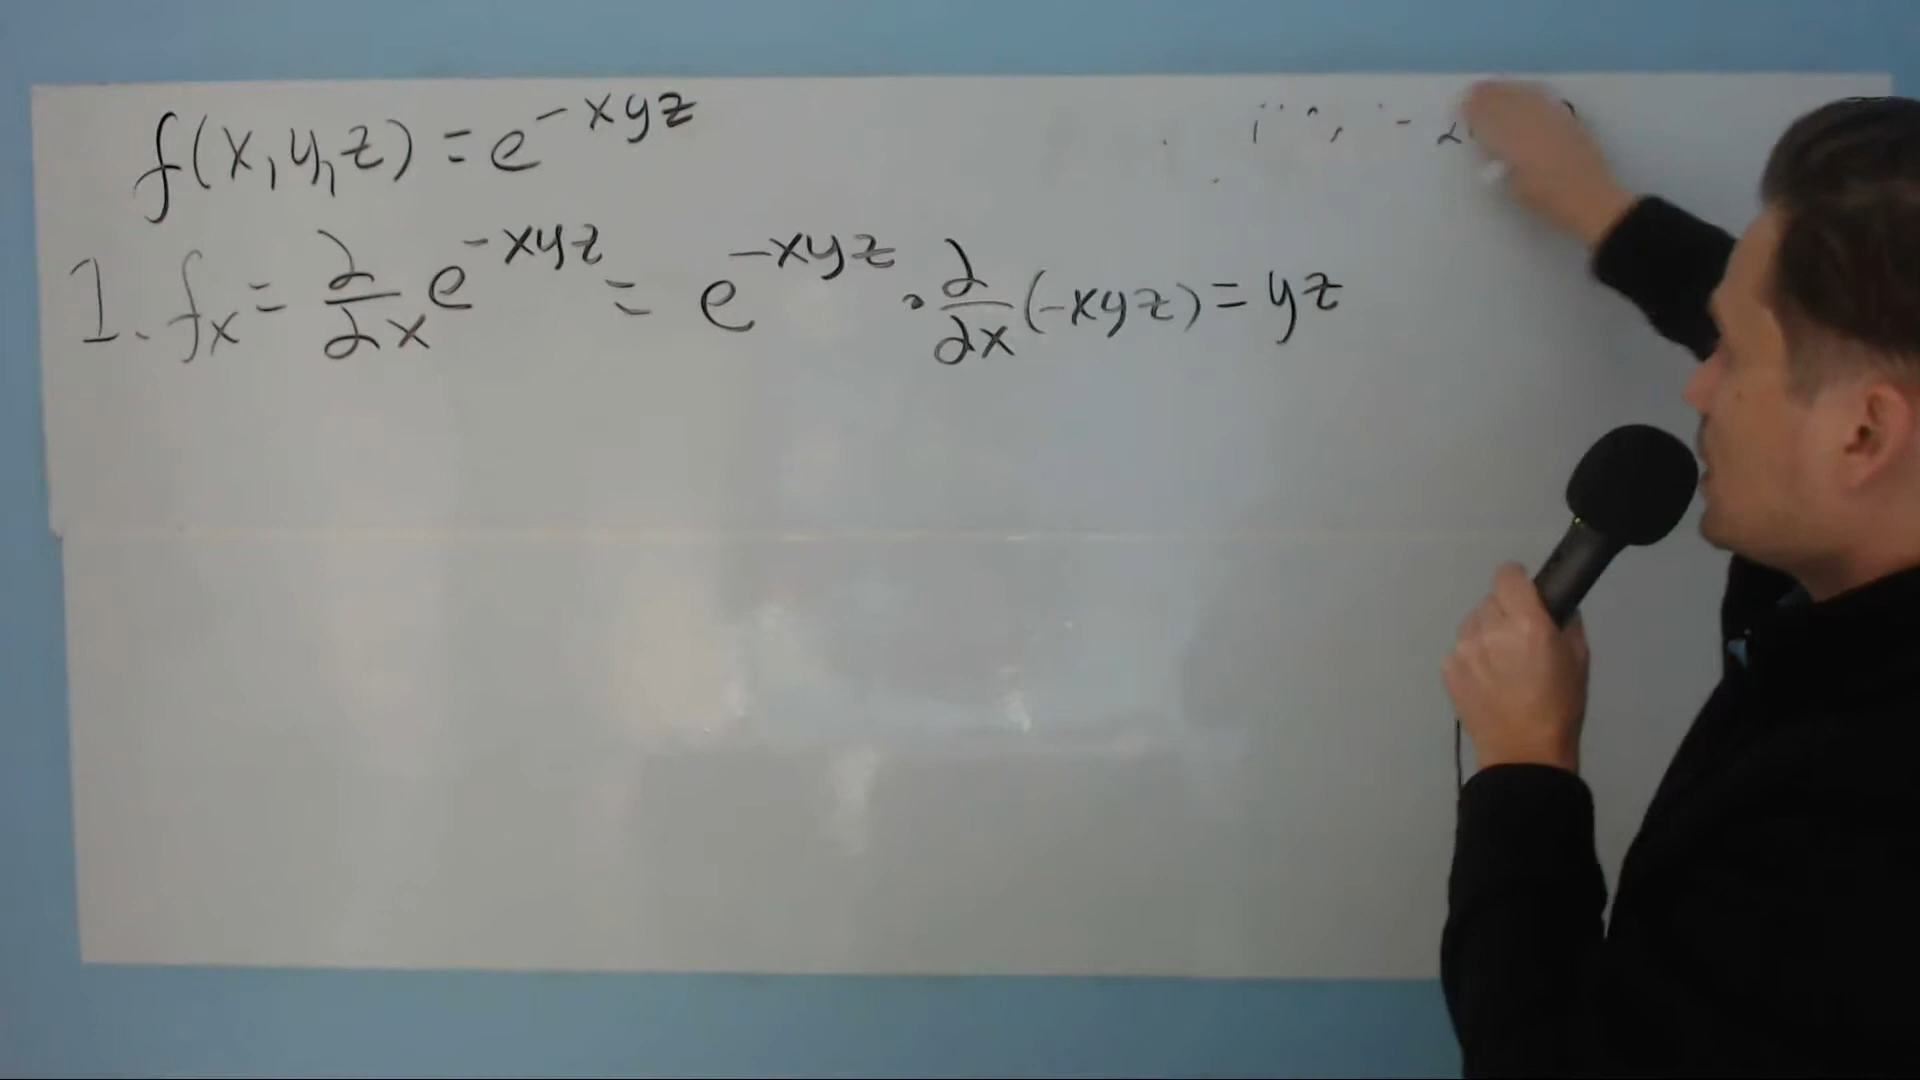 f(x,y,z) = e^{-xyz}
1. f_x = ∂/∂x e^{-xyz} = e^{-xyz} · ∂/∂x (-xyz) = yz